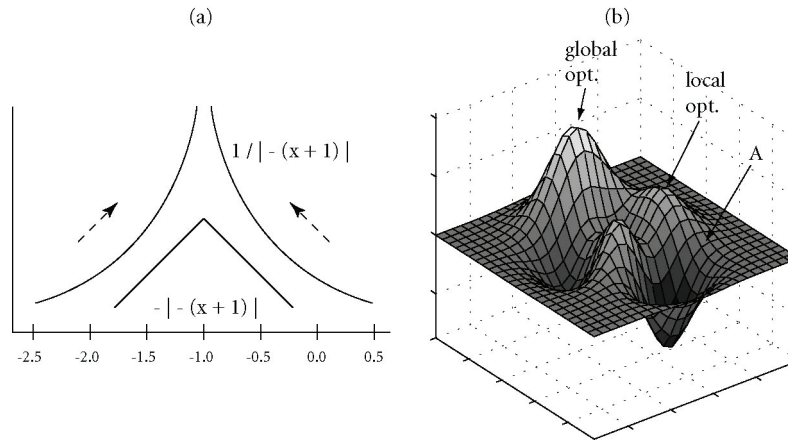 (a)
1 / | - (x + 1) |
- | - (x + 1) |
-2.5 -2.0 -1.5 -1.0 -0.5 0.0 0.5
(b)
global
opt.
local
opt.
A